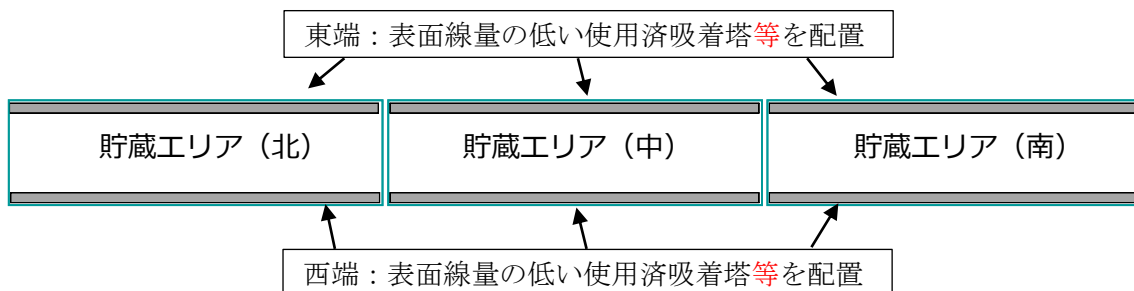 東端：表面線量の低い使用済吸着塔等を配置
貯蔵エリア（北）
貯蔵エリア（中）
貯蔵エリア（南）
西端：表面線量の低い使用済吸着塔等を配置